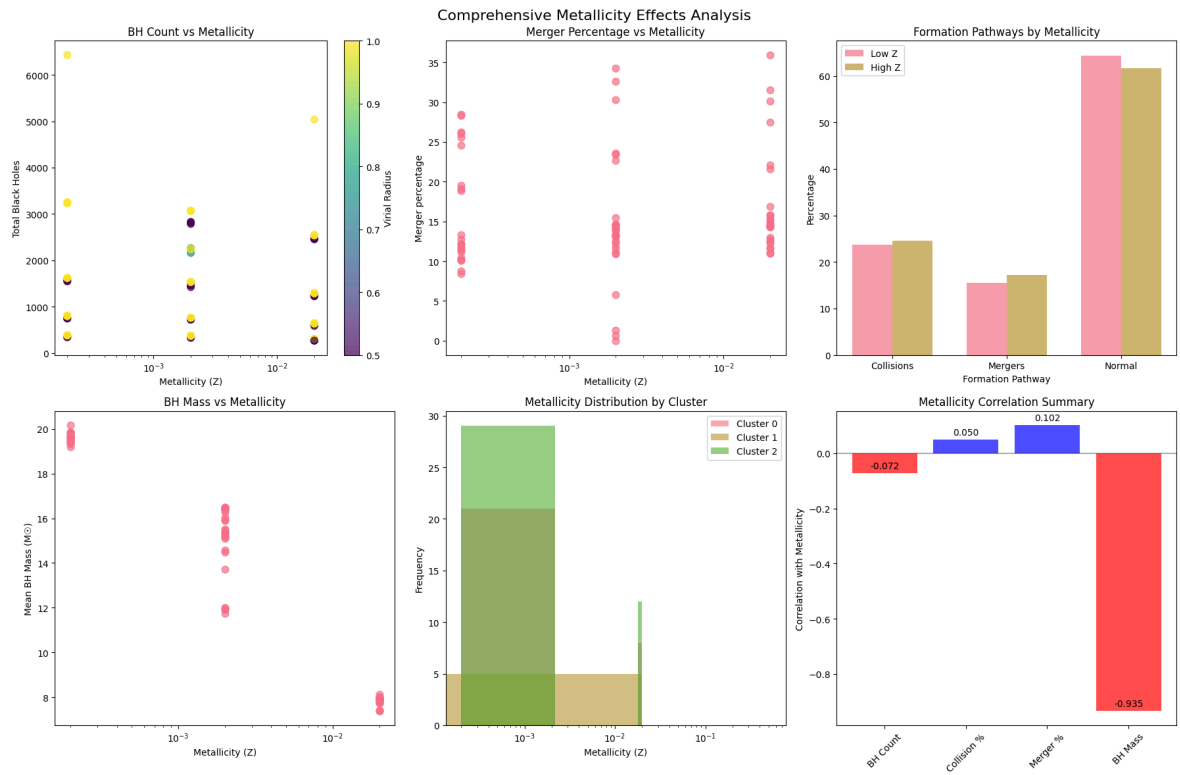 Comprehensive Metallicity Effects Analysis
BH Count vs Metallicity
Total Black Holes
6000
5000
4000
3000
2000
1000
0
10⁻³
10⁻²
Metallicity (Z)
1.0
0.9
0.8
0.7
0.6
0.5
Virial Radius
Merger Percentage vs Metallicity
Merger percentage
35
30
25
20
15
10
5
0
10⁻³
10⁻²
Metallicity (Z)
Formation Pathways by Metallicity
Low Z
High Z
Percentage
60
50
40
30
20
10
0
Collisions
Mergers
Normal
Formation Pathway
BH Mass vs Metallicity
Mean BH Mass (M☉)
20
18
16
14
12
10
8
10⁻³
10⁻²
Metallicity (Z)
Metallicity Distribution by Cluster
Cluster 0
Cluster 1
Cluster 2
Frequency
30
25
20
15
10
5
0
10⁻³
10⁻²
10⁻¹
Metallicity (Z)
Metallicity Correlation Summary
Correlation with Metallicity
0.0
−0.2
−0.4
−0.6
−0.8
-0.072
0.050
0.102
-0.935
BH Count
Collision %
Merger %
BH Mass